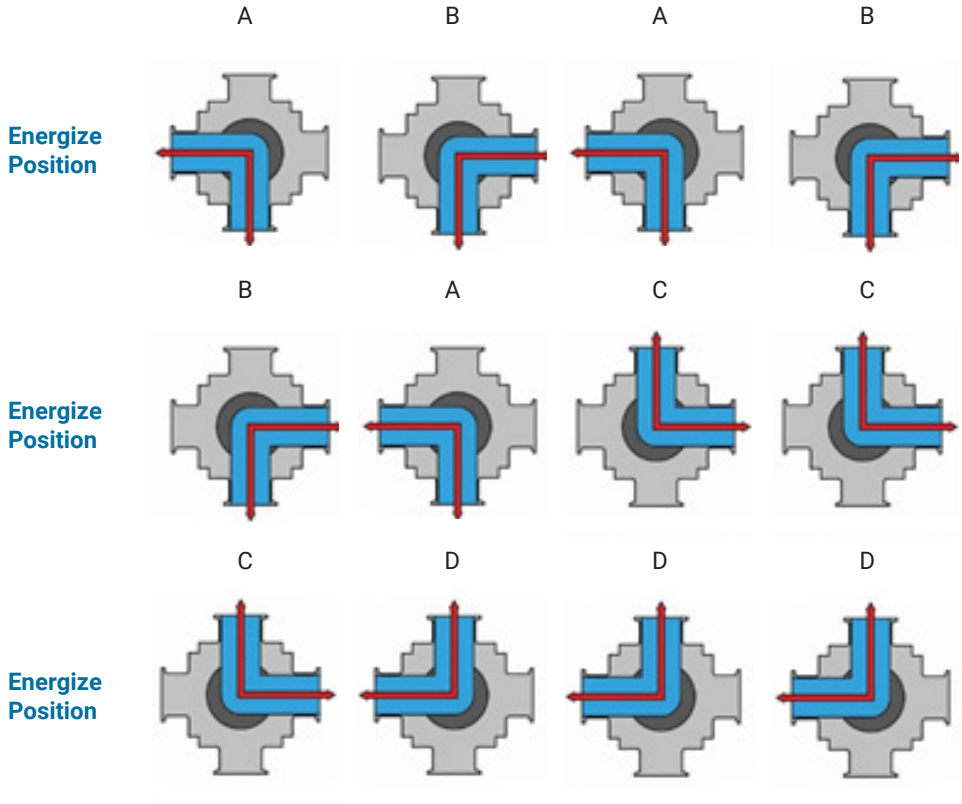 A B A B
Energize
Position
B A C C
Energize
Position
C D D D
Energize
Position